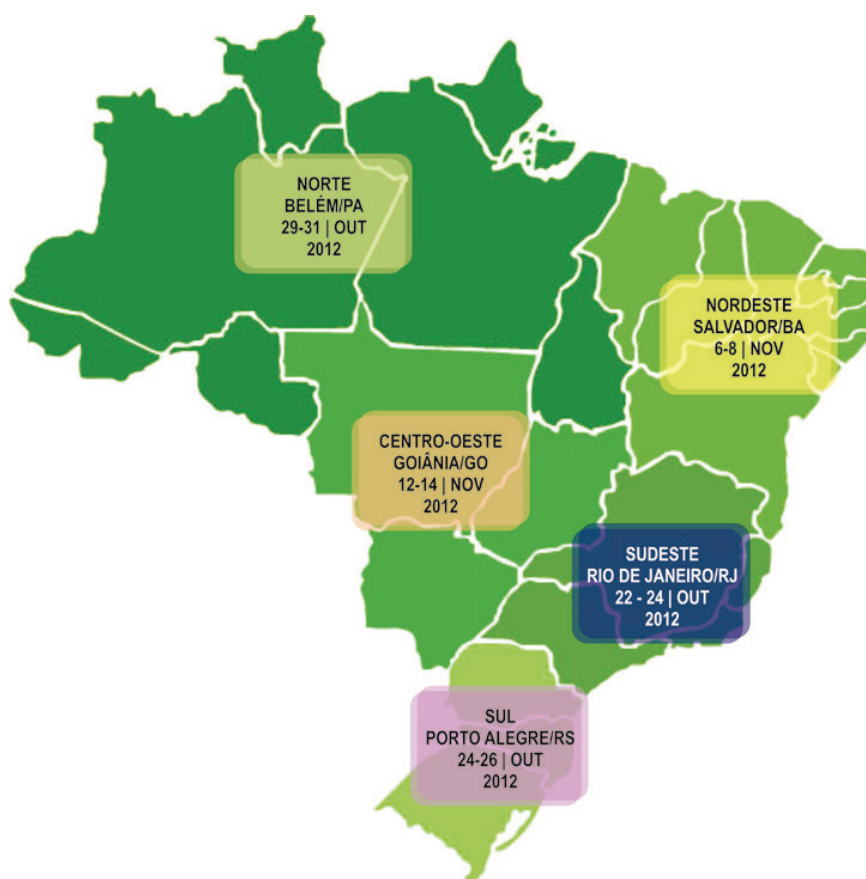 NORTE
BELÉM/PA
29-31 | OUT
2012
NORDESTE
SALVADOR/BA
6-8 | NOV
2012
CENTRO-OESTE
GOIÂNIA/GO
12-14 | NOV
2012
SUDESTE
RIO DE JANEIRO/RJ
22 - 24 | OUT
2012
SUL
PORTO ALEGRE/RS
24-26 | OUT
2012